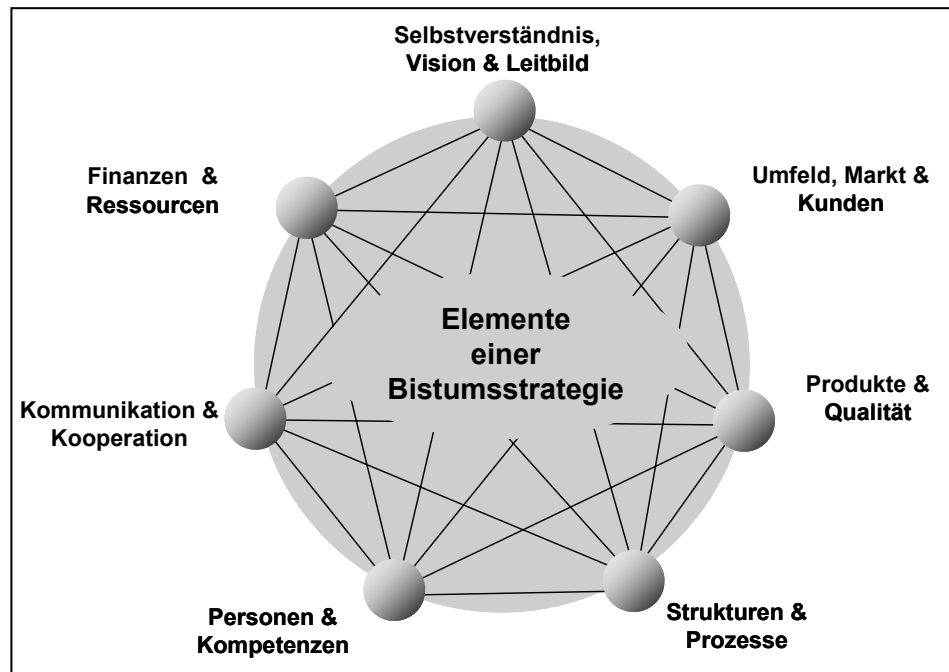 Selbstverständnis,
Vision & Leitbild
Finanzen &
Ressourcen
Umfeld, Markt &
Kunden
Elemente
einer
Bistumsstrategie
Kommunikation &
Kooperation
Produkte &
Qualität
Personen &
Kompetenzen
Strukturen &
Prozesse